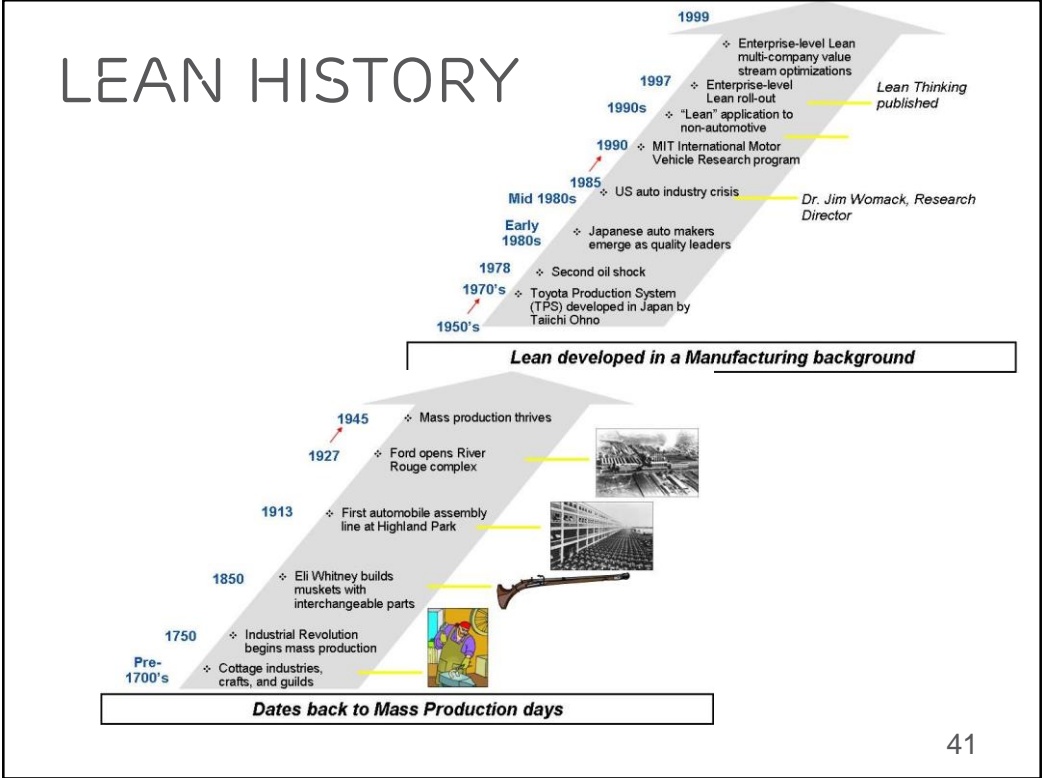 LEAN HISTORY
1999
Enterprise-level Lean
multi-company value
stream optimizations
1997
Enterprise-level
Lean roll-out
Lean Thinking
published
1990s
“Lean” application to
non-automotive
1990
MIT International Motor
Vehicle Research program
1985
Mid 1980s
US auto industry crisis
Dr. Jim Womack, Research
Director
Early
1980s
Japanese auto makers
emerge as quality leaders
1978
Second oil shock
1970's
Toyota Production System
(TPS) developed in Japan by
Taiichi Ohno
1950's
Lean developed in a Manufacturing background
1945
Mass production thrives
1927
Ford opens River
Rouge complex
1913
First automobile assembly
line at Highland Park
1850
Eli Whitney builds
muskets with
interchangeable parts
1750
Industrial Revolution
begins mass production
Pre-
1700's
Cottage industries,
crafts, and guilds
Dates back to Mass Production days
41